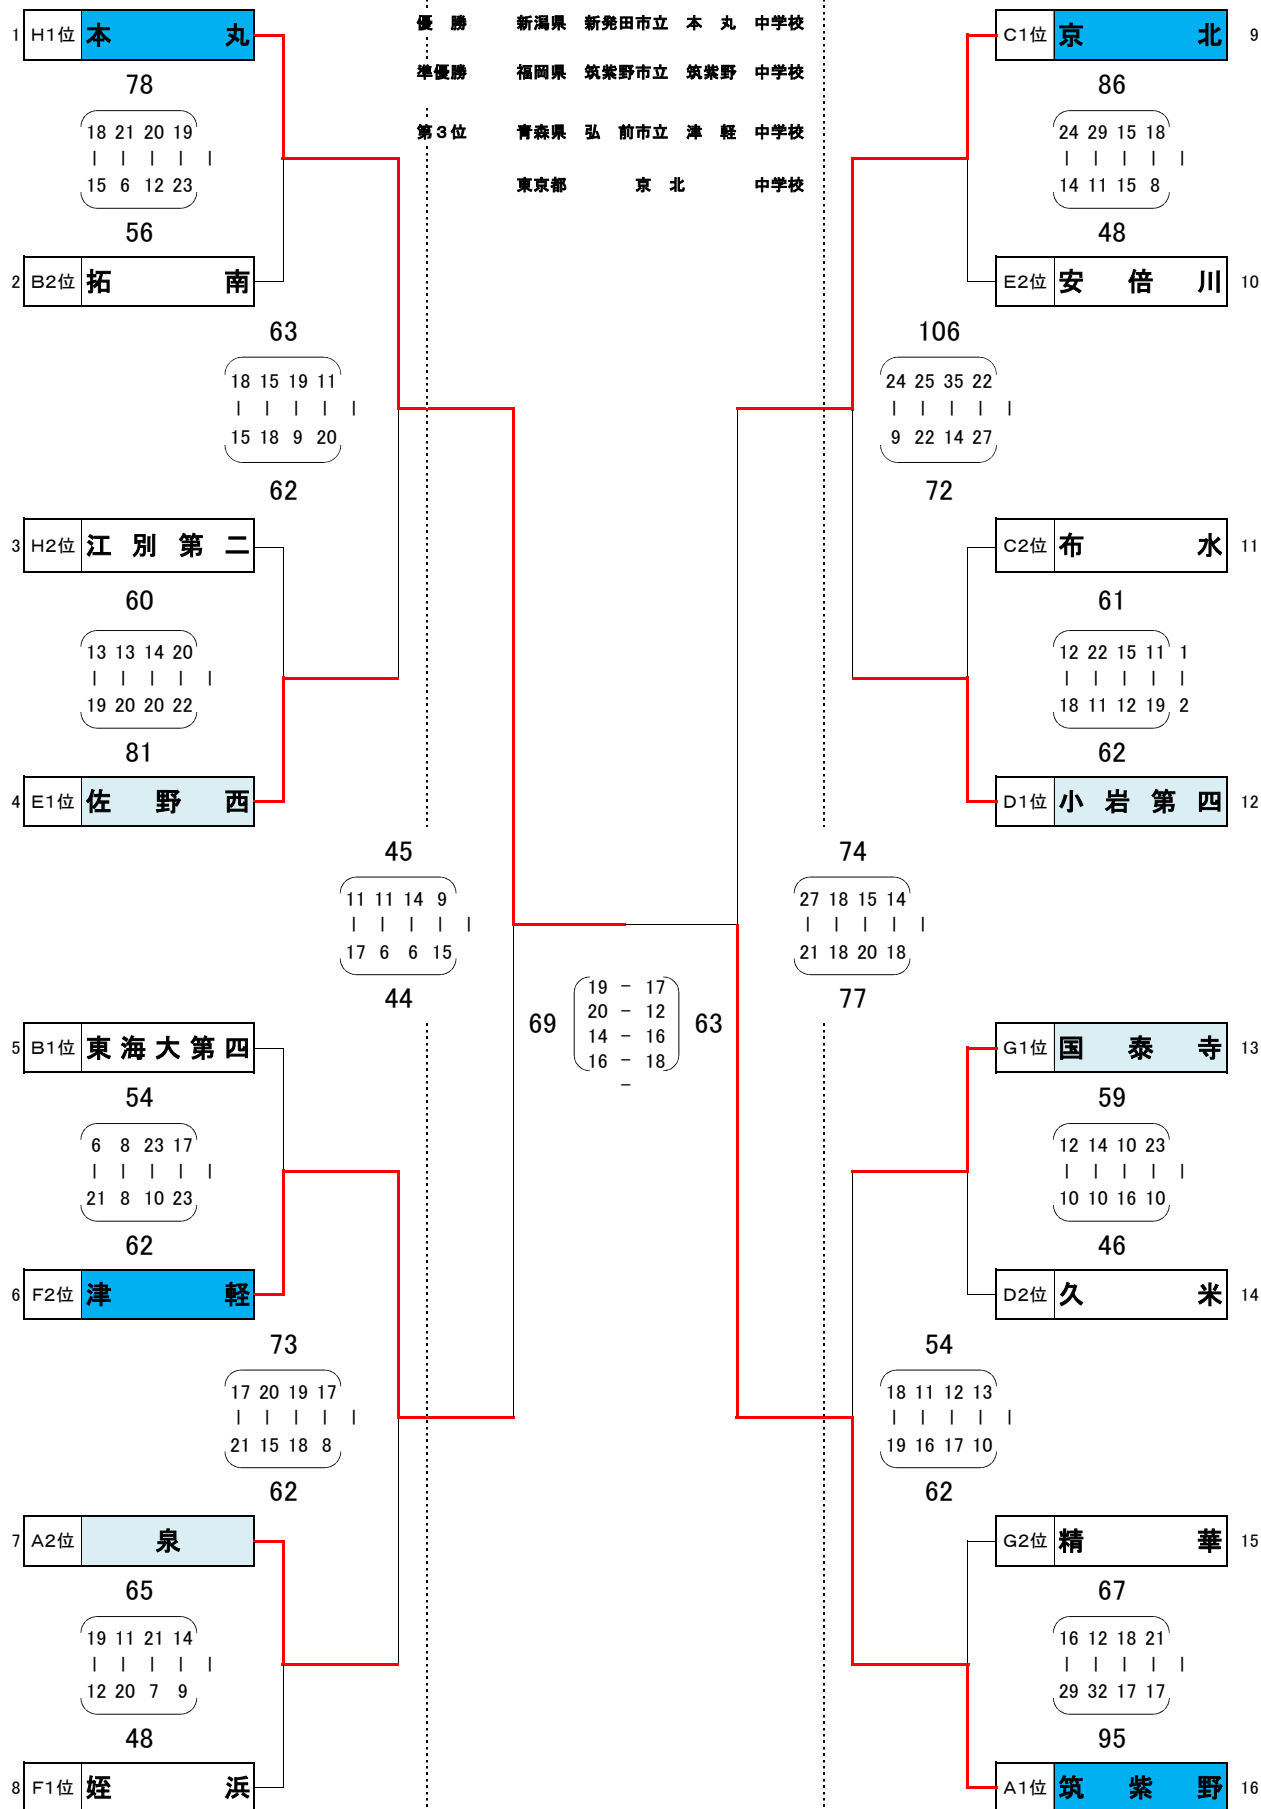 優勝 新潟県 新発田市立 本丸 中学校
準優勝 福岡県 筑紫野市立 筑紫野 中学校
第３位 青森県 弘前市立 津軽 中学校
東京都 京北 中学校
1 H1位 本丸
78
18 21 20 19
| | | | |
15 6 12 23
56
2 B2位 拓南
63
18 15 19 11
| | | | |
15 18 9 20
62
3 H2位 江別第二
60
13 13 14 20
| | | | |
19 20 20 22
81
4 E1位 佐野西
45
11 11 14 9
| | | | |
17 6 6 15
44
5 B1位 東海大第四
54
6 8 23 17
| | | | |
21 8 10 23
62
6 F2位 津軽
73
17 20 19 17
| | | | |
21 15 18 8
62
7 A2位 泉
65
19 11 21 14
| | | | |
12 20 7 9
48
8 F1位 姪浜
69 63
19 - 17
20 - 12
14 - 16
16 - 18
-
C1位 京北 9
86
24 29 15 18
| | | | |
14 11 15 8
48
E2位 安倍川 10
106
24 25 35 22
| | | | |
9 22 14 27
72
C2位 布水 11
61
12 22 15 11 1
| | | | |
18 11 12 19 2
62
D1位 小岩第四 12
74
27 18 15 14
| | | | |
21 18 20 18
77
G1位 国泰寺 13
59
12 14 10 23
| | | | |
10 10 16 10
46
D2位 久米 14
54
18 11 12 13
| | | | |
19 16 17 10
62
G2位 精華 15
67
16 12 18 21
| | | | |
29 32 17 17
95
A1位 筑紫野 16